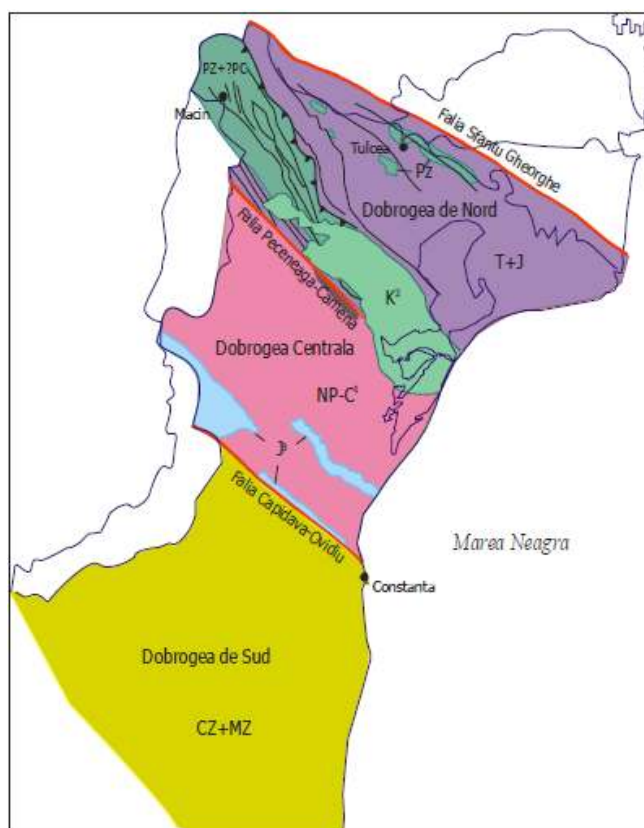 PZ+?PC
Macin
Falia Sfantu Gheorghe
Tulcea
Pz
Dobrogea de Nord
T+J
Falia Peceneaga-Camena
K²
Dobrogea Centrala
NP-C¹
J³
Falia Capidava-Ovidiu
Marea Neagra
Constanta
Dobrogea de Sud
CZ+MZ